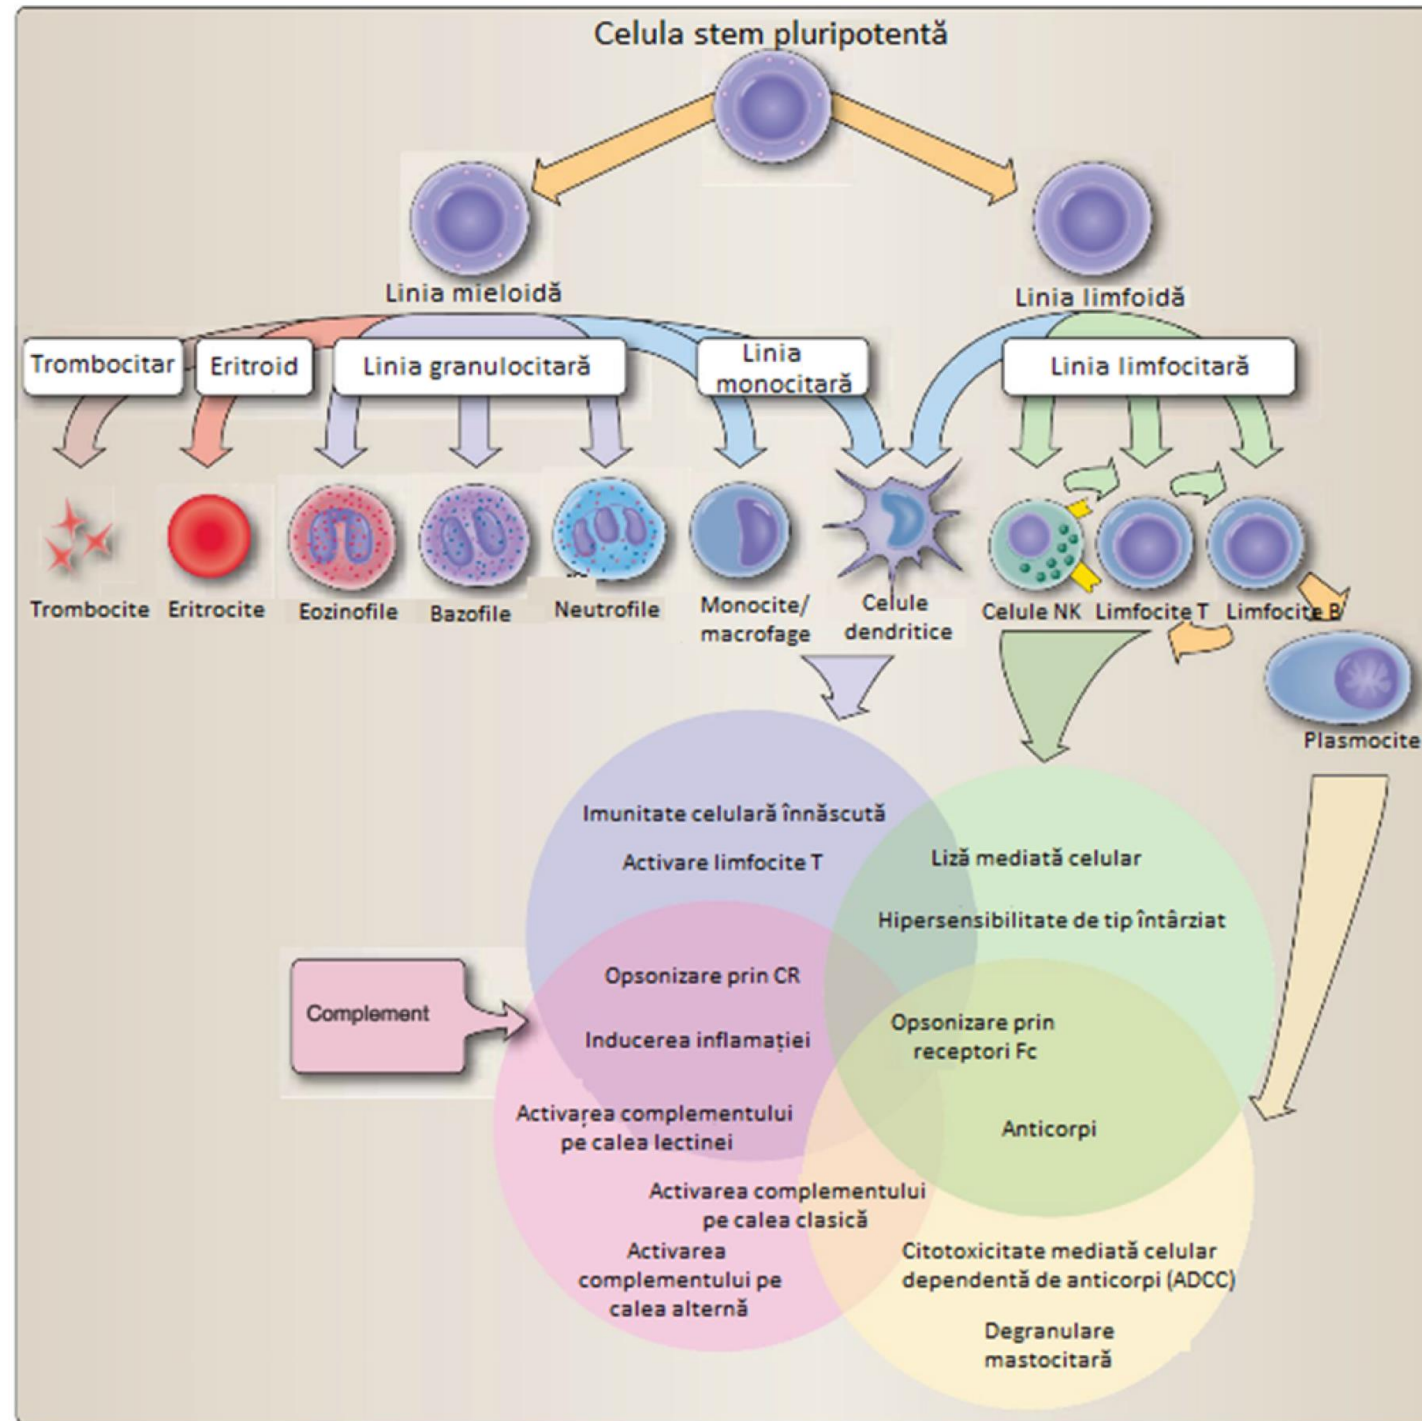 Celula stem pluripotentă
Linia mieloidă
Linia limfoidă
Trombocitar
Eritroid
Linia granulocitară
Linia
monocitară
Linia limfocitară
Trombocite
Eritrocite
Eozinofile
Bazofile
Neutrofile
Monocite/
macrofage
Celule
dendritice
Celule NK
Limfocite T
Limfocite B
Plasmocite
Imunitate celulară înnăscută
Activare limfocite T
Liză mediată celular
Hipersensibilitate de tip întârziat
Opsonizare prin CR
Complement
Inducerea inflamației
Opsonizare prin
receptori Fc
Activarea complementului
pe calea lectinei
Anticorpi
Activarea complementului
pe calea clasică
Activarea
complementului pe
calea alternă
Citotoxicitate mediată celular
dependentă de anticorpi (ADCC)
Degranulare
mastocitară